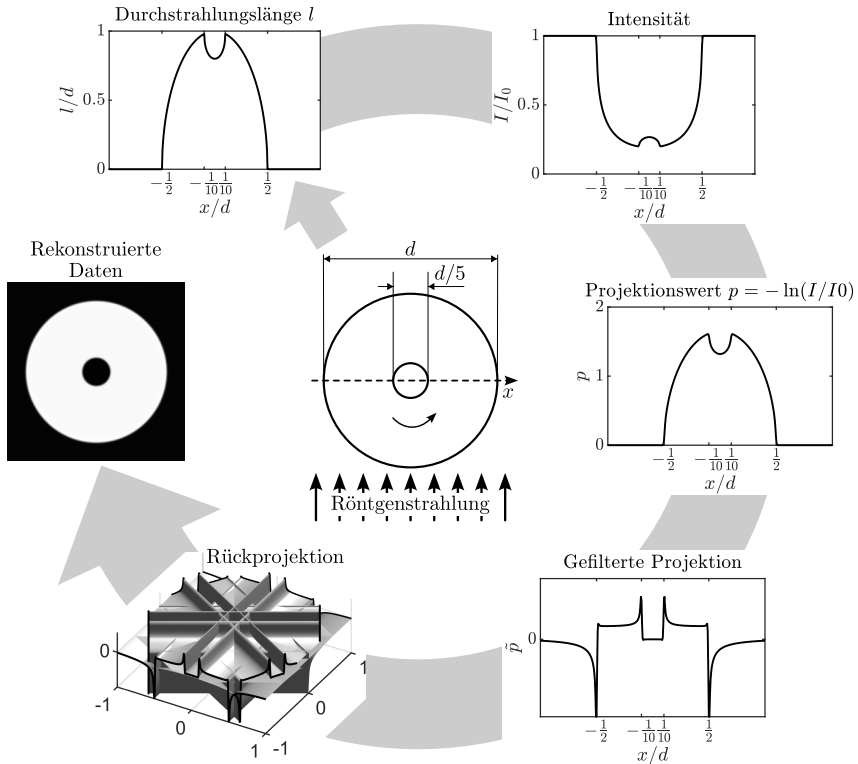 Durchstrahlungslänge l
1
0.5
0
l/d
-1/2
-1/10
1/10
1/2
x/d
Intensität
1
0.5
0
I/I₀
-1/2
-1/10
1/10
1/2
x/d
Rekonstruierte
Daten
d
d/5
x
Röntgenstrahlung
Projektionswert p = − ln(I/I0)
2
1
0
p
-1/2
-1/10
1/10
1/2
x/d
Rückprojektion
0
-1
0
1
-1
0
1
Gefilterte Projektion
0
p̃
-1/2
-1/10
1/10
1/2
x/d